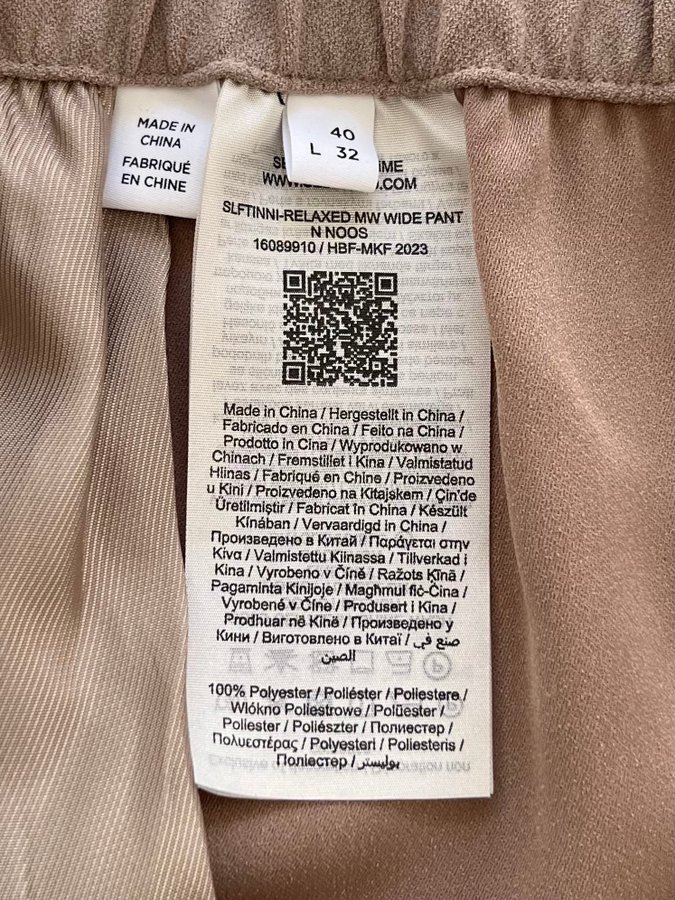 MADE IN
CHINA
FABRIQUÉ
EN CHINE
40
L 32
SLFTINNI-RELAXED MW WIDE PANT
N NOOS
16089910 / HBF-MKF 2023
Made in China / Hergestellt in China /
Fabricado en China / Feito na China /
Prodotto in Cina / Wyprodukowano w
Chinach / Fremstillet i Kina / Valmistatud
Hiinas / Fabriqué en Chine / Proizvedeno
u Kini / Proizvedeno na Kitajskem / Çin'de
Üretilmiştir / Fabricat în China / Készült
Kínában / Vervaardigd in China /
Произведено в Китай / Παράγεται στην
Κίνα / Valmistettu Kiinassa / Tillverkad i
Kina / Vyrobeno v Číně / Ražots Ķīnā /
Pagaminta Kinijoje / Magħmul fiċ-Ċina /
Vyrobené v Číne / Produsert i Kina /
Prodhuar në Kinë / Произведено у
Кини / Виготовлено в Китаї / صنع في
الصين
100% Polyester / Poliéster / Poliestere /
Włókno Poliestrowe / Polüester /
Poliester / Poliészter / Полиестер /
Πολυεστέρας / Polyesteri / Poliesteris /
Поліестер / بوليستر